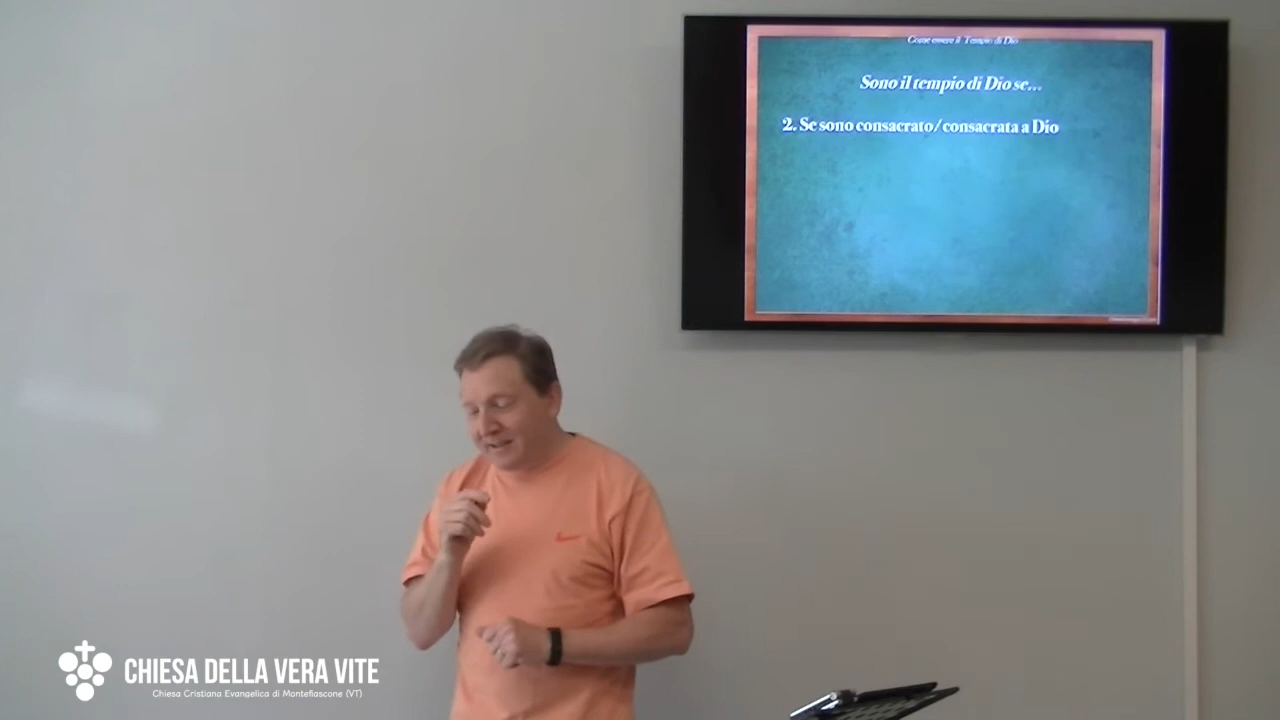 Come essere il Tempio di Dio
Sono il tempio di Dio se...
2. Se sono consacrato/consacrata a Dio
CHIESA DELLA VERA VITE
Chiesa Cristiana Evangelica di Montefiascone (VT)